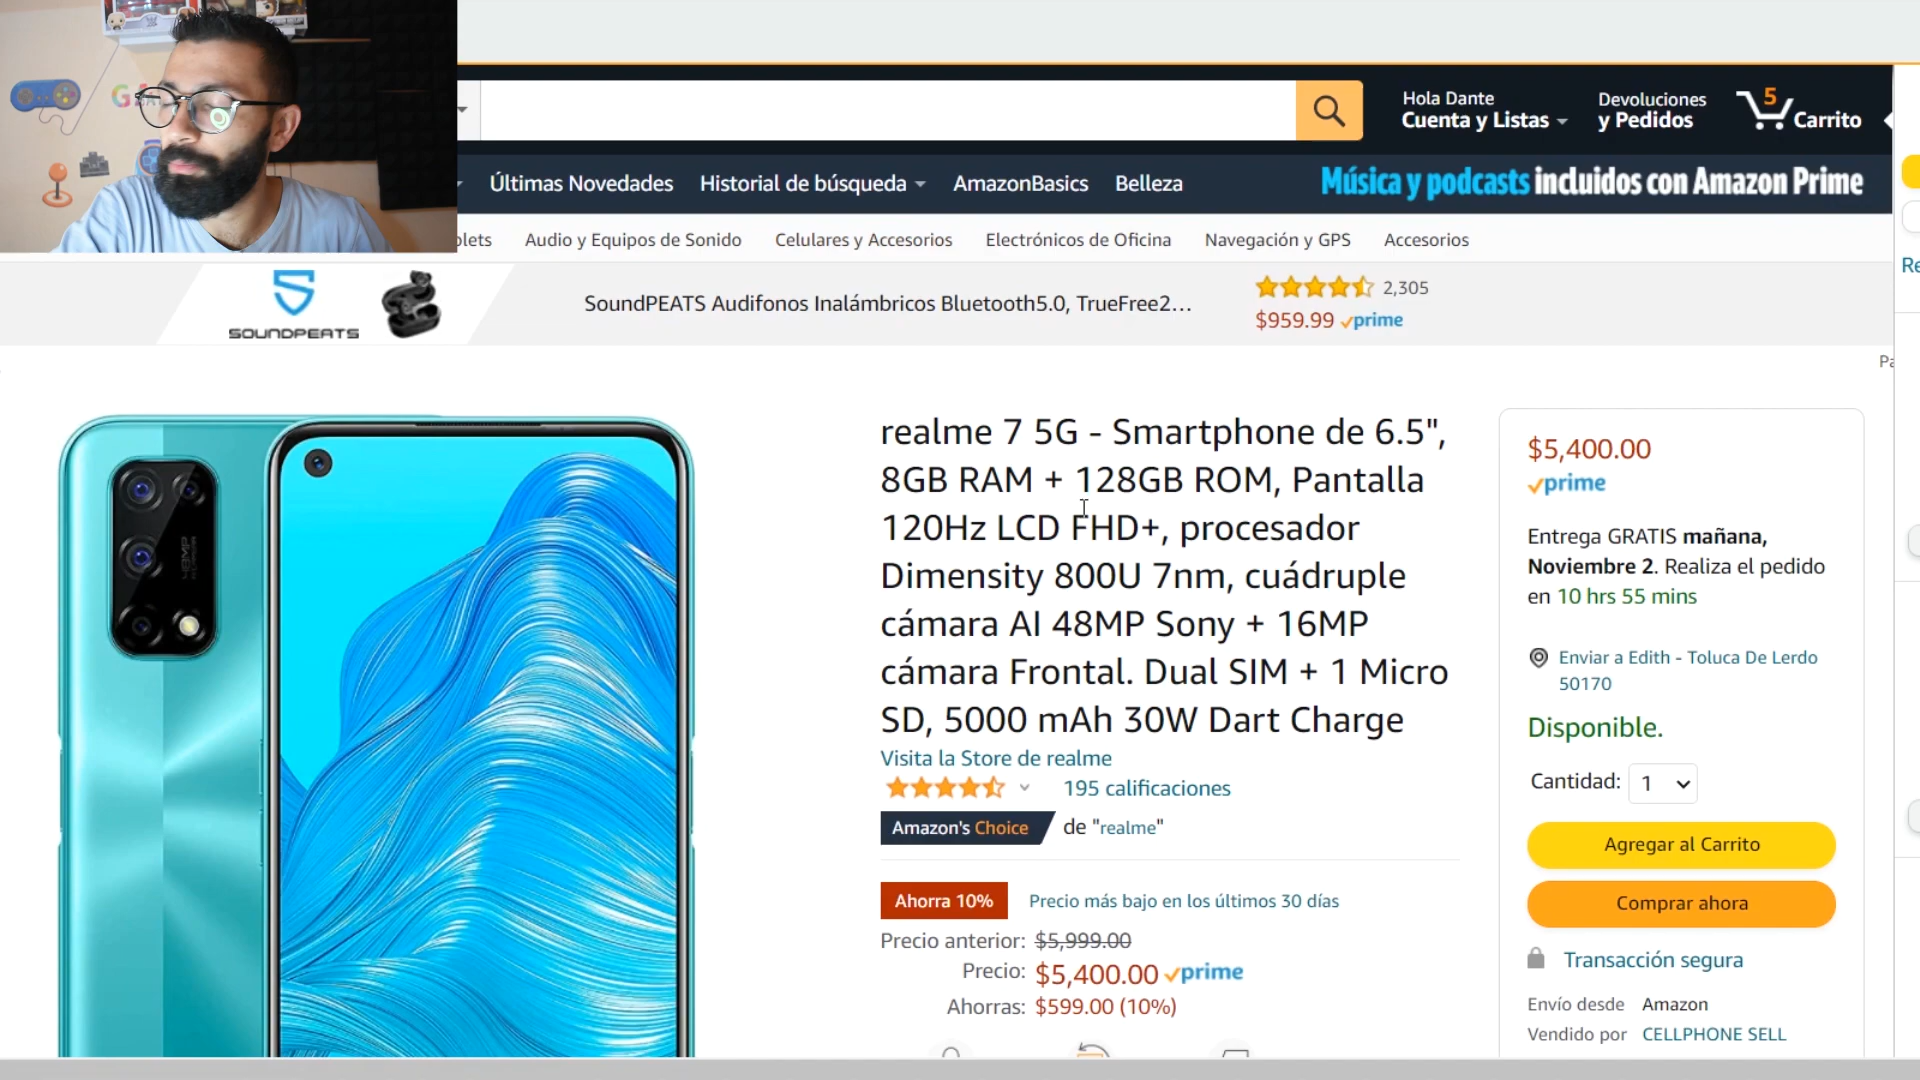 Hola Dante
Cuenta y Listas
Devoluciones
y Pedidos
5
Carrito
Últimas Novedades
Historial de búsqueda
AmazonBasics
Belleza
Música y podcasts incluidos con Amazon Prime
blets
Audio y Equipos de Sonido
Celulares y Accesorios
Electrónicos de Oficina
Navegación y GPS
Accesorios
SOUNDPEATS
SoundPEATS Audifonos Inalámbricos Bluetooth5.0, TrueFree2...
2,305
$959.99 prime
realme 7 5G - Smartphone de 6.5",
8GB RAM + 128GB ROM, Pantalla
120Hz LCD FHD+, procesador
Dimensity 800U 7nm, cuádruple
cámara AI 48MP Sony + 16MP
cámara Frontal. Dual SIM + 1 Micro
SD, 5000 mAh 30W Dart Charge
Visita la Store de realme
195 calificaciones
Amazon's Choice de "realme"
Ahorra 10% Precio más bajo en los últimos 30 días
Precio anterior: $5,999.00
Precio: $5,400.00 prime
Ahorras: $599.00 (10%)
$5,400.00
prime
Entrega GRATIS mañana,
Noviembre 2. Realiza el pedido
en 10 hrs 55 mins
Enviar a Edith - Toluca De Lerdo
50170
Disponible.
Cantidad: 1
Agregar al Carrito
Comprar ahora
Transacción segura
Envío desde Amazon
Vendido por CELLPHONE SELL